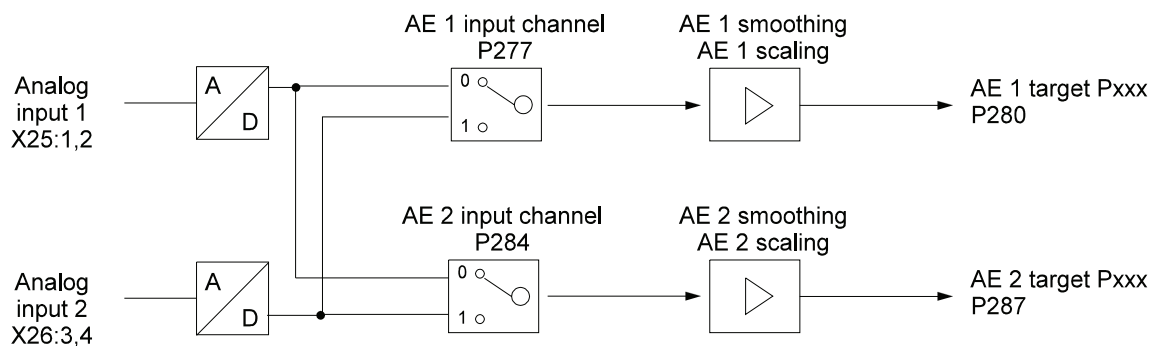 AE 1 input channel
P277
AE 1 smoothing
AE 1 scaling
Analog
input 1
X25:1,2
A
D
0
1
AE 1 target Pxxx
P280
AE 2 input channel
P284
AE 2 smoothing
AE 2 scaling
Analog
input 2
X26:3,4
A
D
0
1
AE 2 target Pxxx
P287